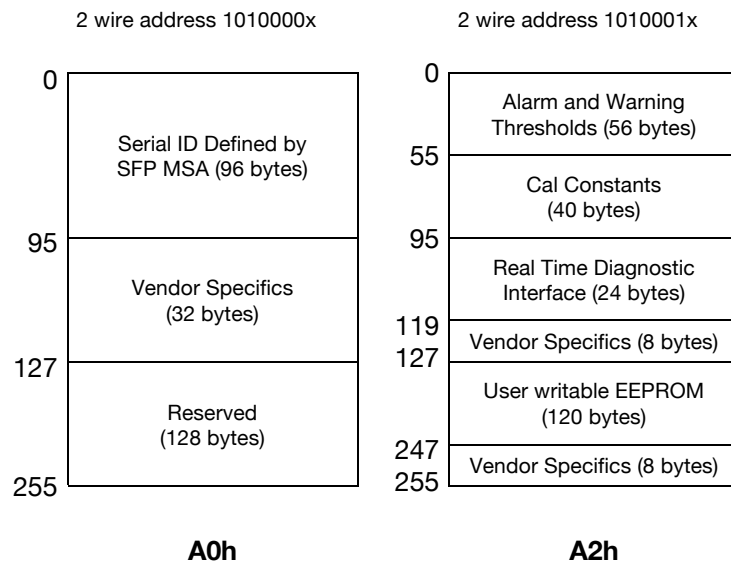 2 wire address 1010000x
0
Serial ID Defined by
SFP MSA (96 bytes)
95
Vendor Specifics
(32 bytes)
127
Reserved
(128 bytes)
255
A0h
2 wire address 1010001x
0
Alarm and Warning
Thresholds (56 bytes)
55
Cal Constants
(40 bytes)
95
Real Time Diagnostic
Interface (24 bytes)
119
Vendor Specifics (8 bytes)
127
User writable EEPROM
(120 bytes)
247
Vendor Specifics (8 bytes)
255
A2h